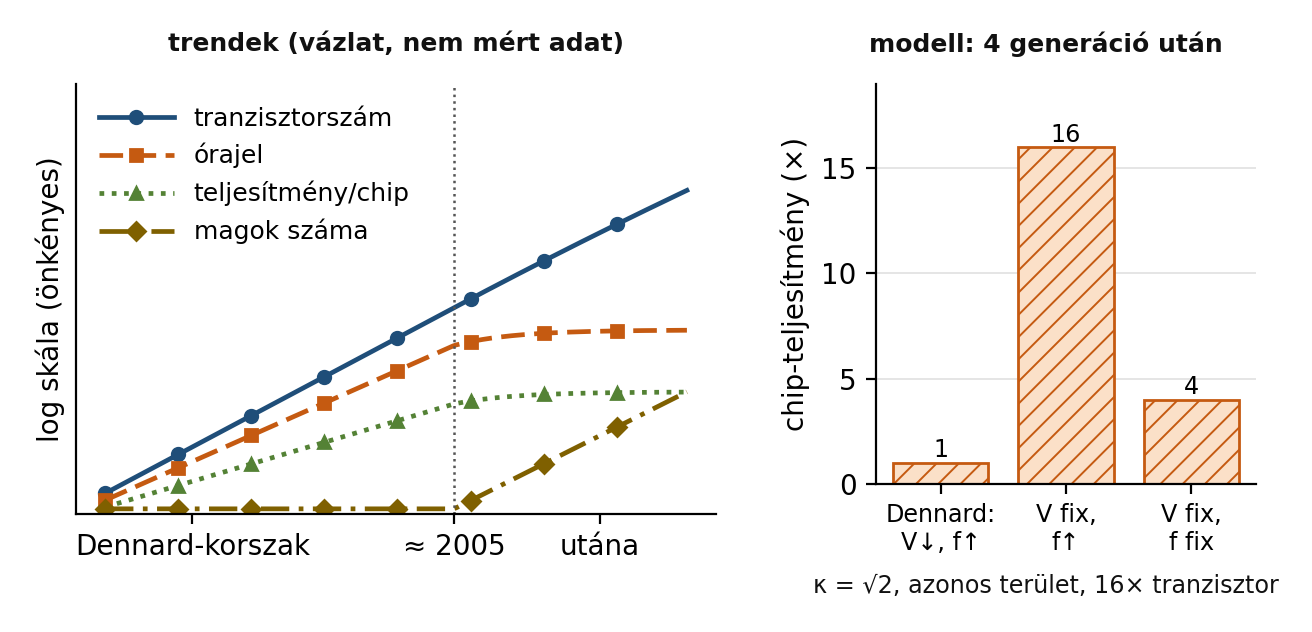 trendek (vázlat, nem mért adat)
log skála (önkényes)
tranzisztorszám
órajel
teljesítmény/chip
magok száma
Dennard-korszak
≈ 2005
utána
modell: 4 generáció után
chip-teljesítmény (×)
15
10
5
0
1
16
4
Dennard:
V↓, f↑
V fix,
f↑
V fix,
f fix
κ = √2, azonos terület, 16× tranzisztor